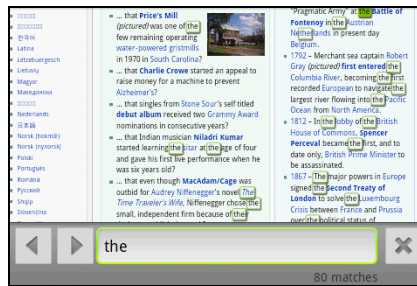 한국어
Latina
Lëtzebuergesch
Lietuvių
Magyar
Македонски
Nederlands
日本語
Norsk (bokmål)
Norsk (nynorsk)
Polski
Português
Română
Русский
Shqip
Slovenčina
... that Price's Mill
(pictured) was one of the
few remaining operating
water-powered gristmills
in 1970 in South Carolina?
... that Charlie Crowe started an appeal to
raise money for a machine to prevent
Alzheimer's?
... that singles from Stone Sour's self titled
debut album received two Grammy Award
nominations in consecutive years?
... that Indian musician Niladri Kumar
started learning the sitar at the age of four
and gave his first live performance when he
was six years old?
... that even though MacAdam/Cage was
outbid for Audrey Niffenegger's novel The
Time Traveler's Wife, Niffenegger chose the
small, independent firm because of their
"Pragmatic Army" at the Battle of
Fontenoy in the Austrian
Netherlands in present day
Belgium.
1792 – Merchant sea captain Robert
Gray (pictured) first entered the
Columbia River, becoming the first
recorded European to navigate the
largest river flowing into the Pacific
Ocean from North America.
1812 – In the lobby of the British
House of Commons, Spencer
Perceval became the first, and to
date only, British Prime Minister to
be assassinated.
1867 – The major powers in Europe
signed the Second Treaty of
London to solve the Luxembourg
Crisis between France and Prussia
over the political status of
the
80 matches